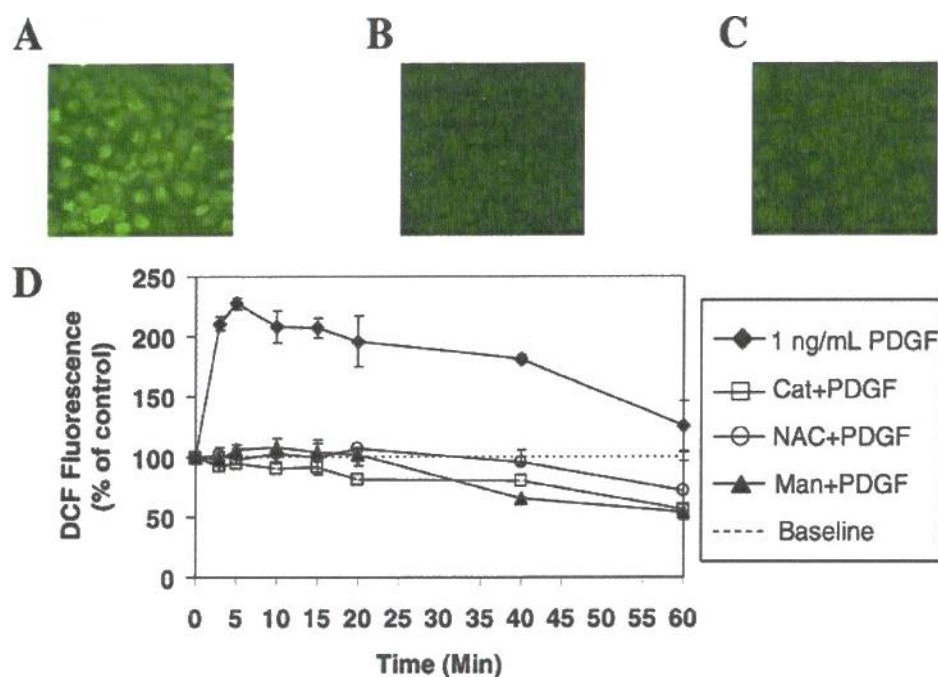 A
B
C
D
250
200
150
100
50
0
DCF Fluorescence
(% of control)
0 5 10 15 20 25 30 35 40 45 50 55 60
Time (Min)
1 ng/mL PDGF
Cat+PDGF
NAC+PDGF
Man+PDGF
Baseline